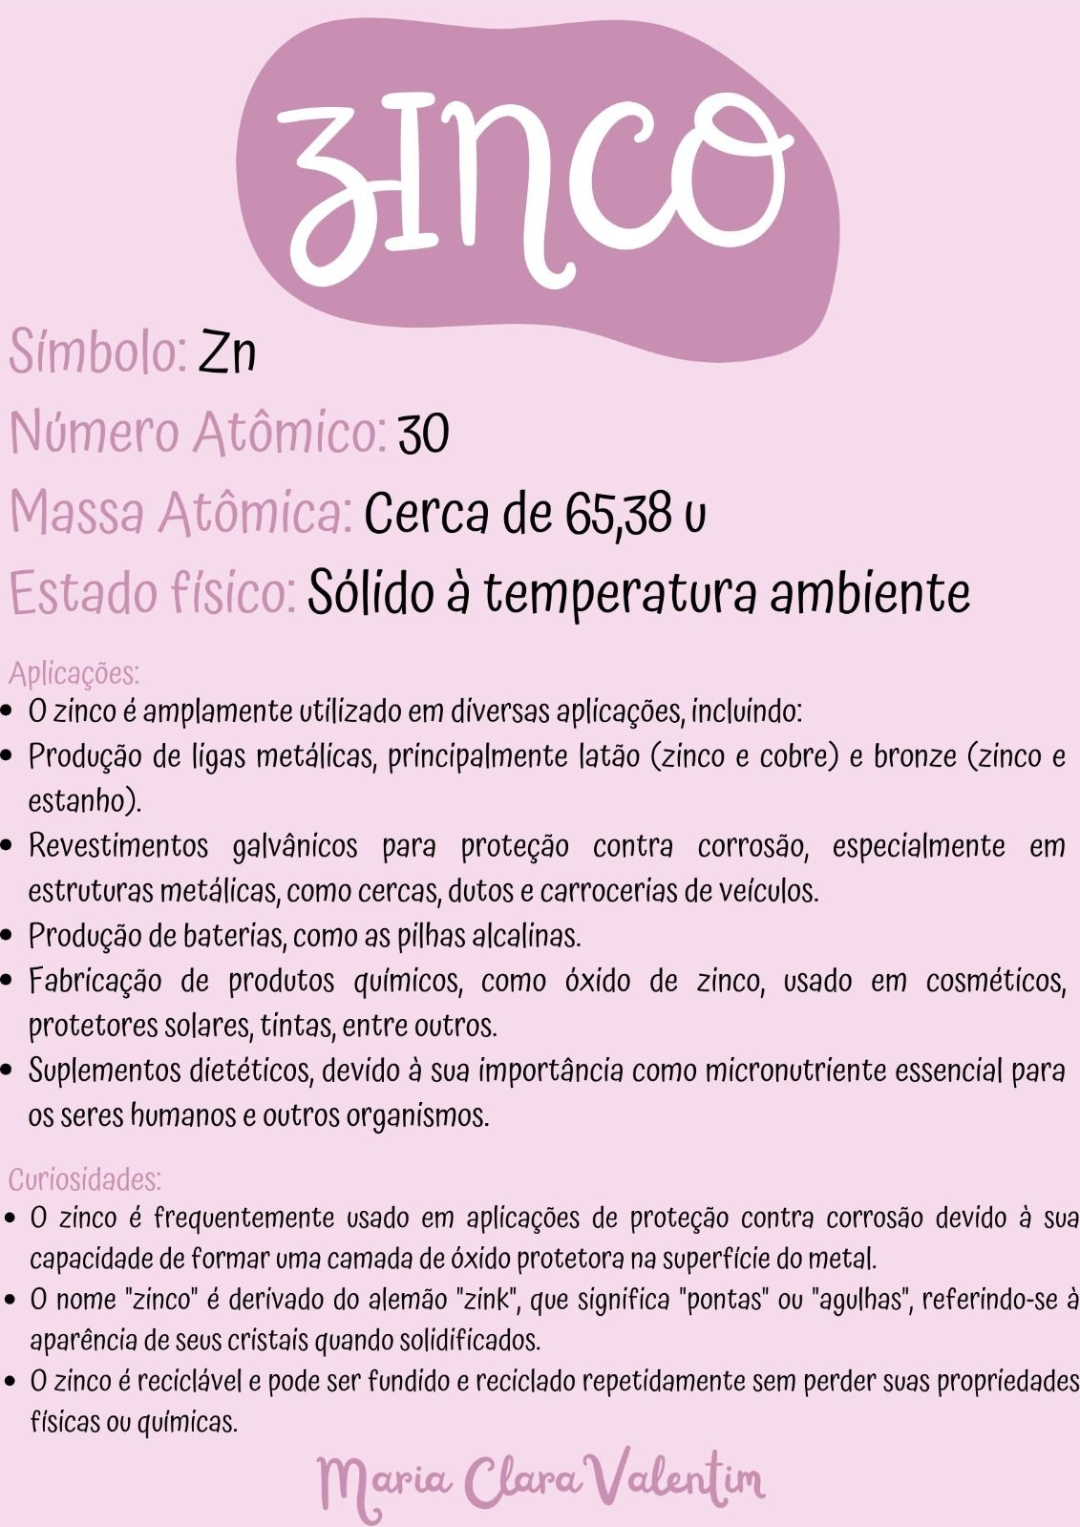 ZINCO
Símbolo: Zn
Número Atômico: 30
Massa Atômica: Cerca de 65,38 u
Estado físico: Sólido à temperatura ambiente
Aplicações:
• O zinco é amplamente utilizado em diversas aplicações, incluindo:
• Produção de ligas metálicas, principalmente latão (zinco e cobre) e bronze (zinco e
estanho).
• Revestimentos galvânicos para proteção contra corrosão, especialmente em
estruturas metálicas, como cercas, dutos e carrocerias de veículos.
• Produção de baterias, como as pilhas alcalinas.
• Fabricação de produtos químicos, como óxido de zinco, usado em cosméticos,
protetores solares, tintas, entre outros.
• Suplementos dietéticos, devido à sua importância como micronutriente essencial para
os seres humanos e outros organismos.
Curiosidades:
• O zinco é frequentemente usado em aplicações de proteção contra corrosão devido à sua
capacidade de formar uma camada de óxido protetora na superfície do metal.
• O nome "zinco" é derivado do alemão "zink", que significa "pontas" ou "agulhas", referindo-se à
aparência de seus cristais quando solidificados.
• O zinco é reciclável e pode ser fundido e reciclado repetidamente sem perder suas propriedades
físicas ou químicas.
Maria Clara Valentim